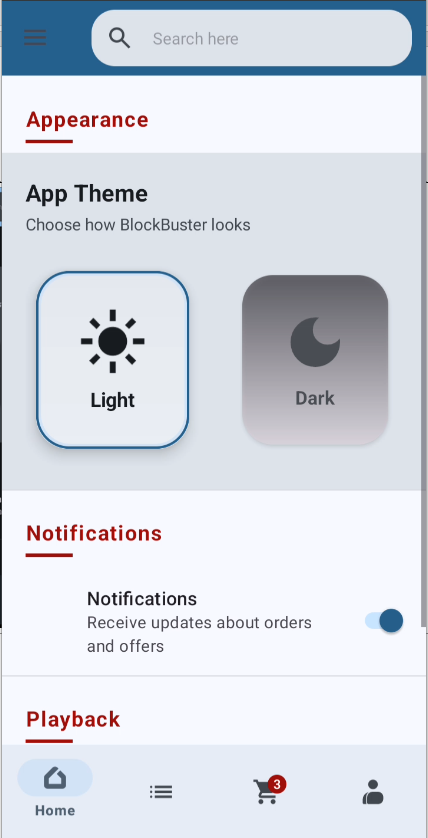 Search here
Appearance
App Theme
Choose how BlockBuster looks
Light
Dark
Notifications
Notifications
Receive updates about orders
and offers
Playback
3
Home